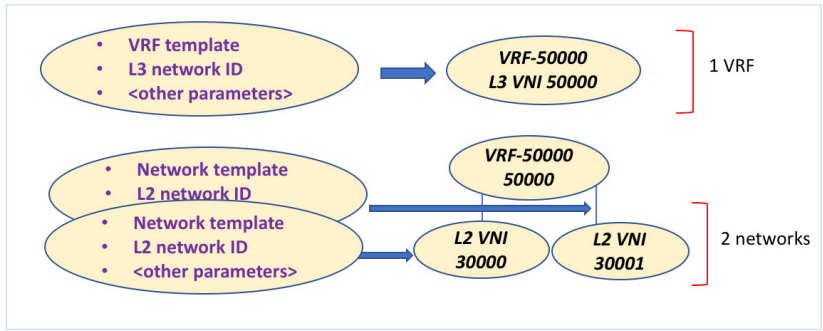 • VRF template
• L3 network ID
• <other parameters>
VRF-50000
L3 VNI 50000
1 VRF
• Network template
• L2 network ID
VRF-50000
50000
• Network template
• L2 network ID
• <other parameters>
L2 VNI
30000
L2 VNI
30001
2 networks